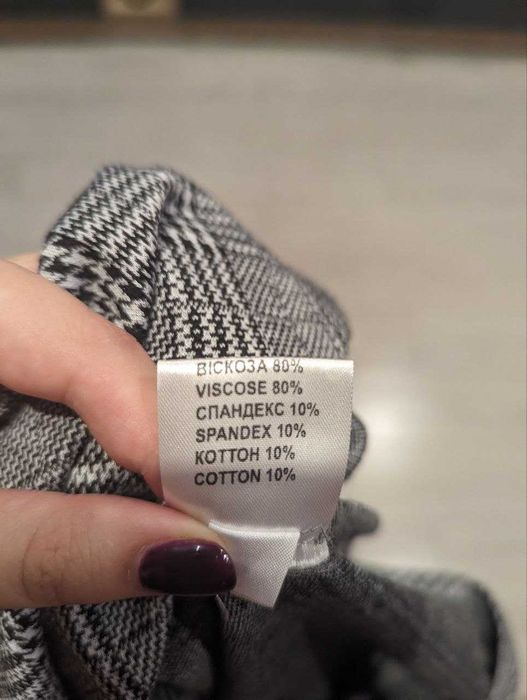 ВІСКОЗА 80%
VISCOSE 80%
СПАНДЕКС 10%
SPANDEX 10%
КОТТОН 10%
COTTON 10%